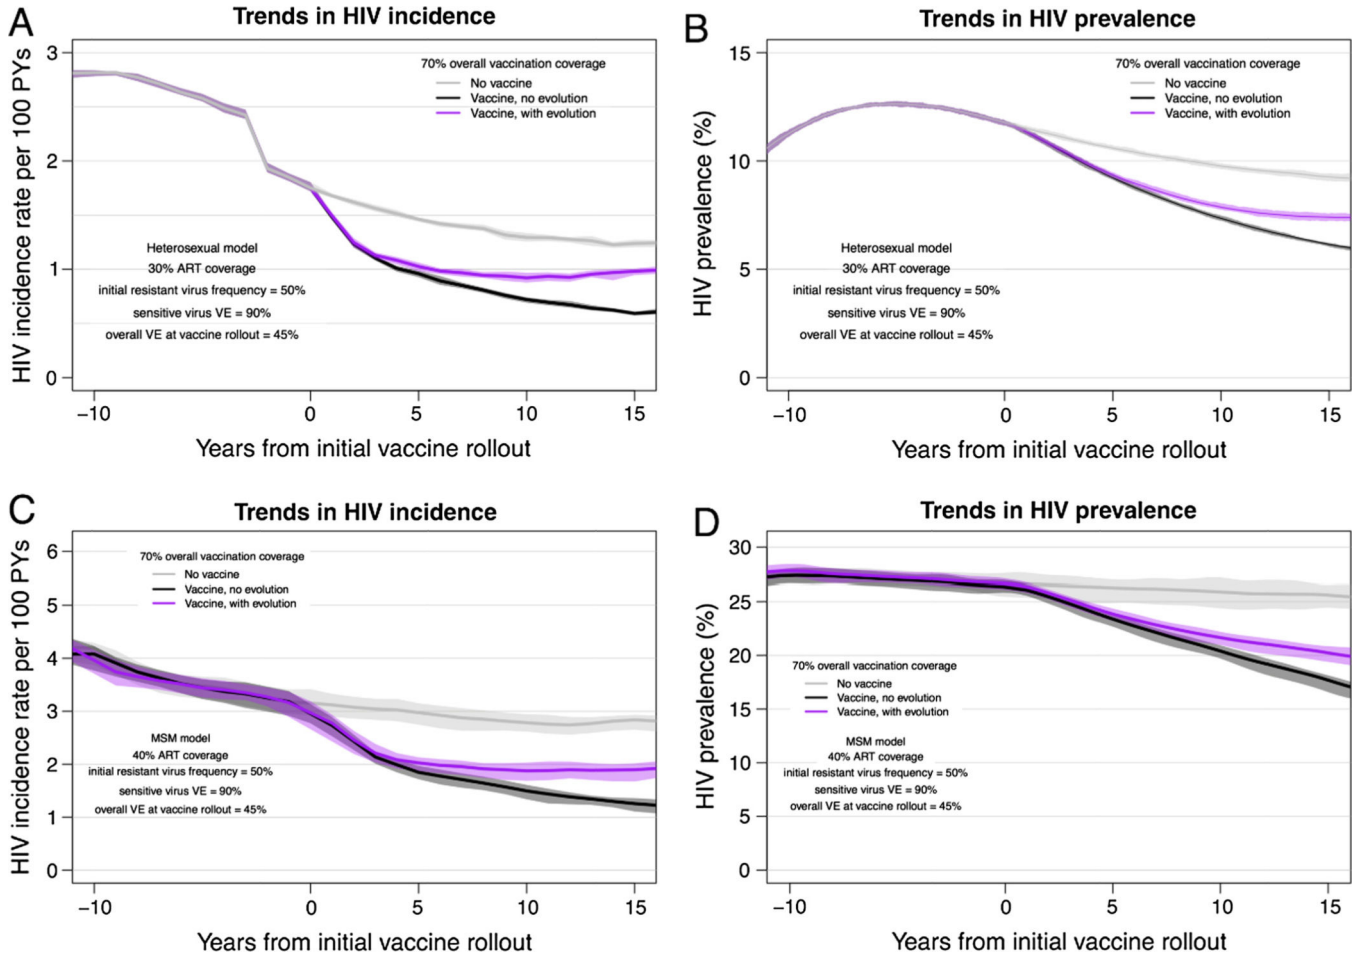 A
Trends in HIV incidence
HIV incidence rate per 100 PYs
3
2
1
0
70% overall vaccination coverage
No vaccine
Vaccine, no evolution
Vaccine, with evolution
Heterosexual model
30% ART coverage
initial resistant virus frequency = 50%
sensitive virus VE = 90%
overall VE at vaccine rollout = 45%
−10 0 5 10 15
Years from initial vaccine rollout
B
Trends in HIV prevalence
HIV prevalence (%)
15
10
5
0
70% overall vaccination coverage
No vaccine
Vaccine, no evolution
Vaccine, with evolution
Heterosexual model
30% ART coverage
initial resistant virus frequency = 50%
sensitive virus VE = 90%
overall VE at vaccine rollout = 45%
−10 0 5 10 15
Years from initial vaccine rollout
C
Trends in HIV incidence
HIV incidence rate per 100 PYs
6
5
4
3
2
1
0
70% overall vaccination coverage
No vaccine
Vaccine, no evolution
Vaccine, with evolution
MSM model
40% ART coverage
initial resistant virus frequency = 50%
sensitive virus VE = 90%
overall VE at vaccine rollout = 45%
−10 0 5 10 15
Years from initial vaccine rollout
D
Trends in HIV prevalence
HIV prevalence (%)
30
25
20
15
10
5
0
70% overall vaccination coverage
No vaccine
Vaccine, no evolution
Vaccine, with evolution
MSM model
40% ART coverage
initial resistant virus frequency = 50%
sensitive virus VE = 90%
overall VE at vaccine rollout = 45%
−10 0 5 10 15
Years from initial vaccine rollout